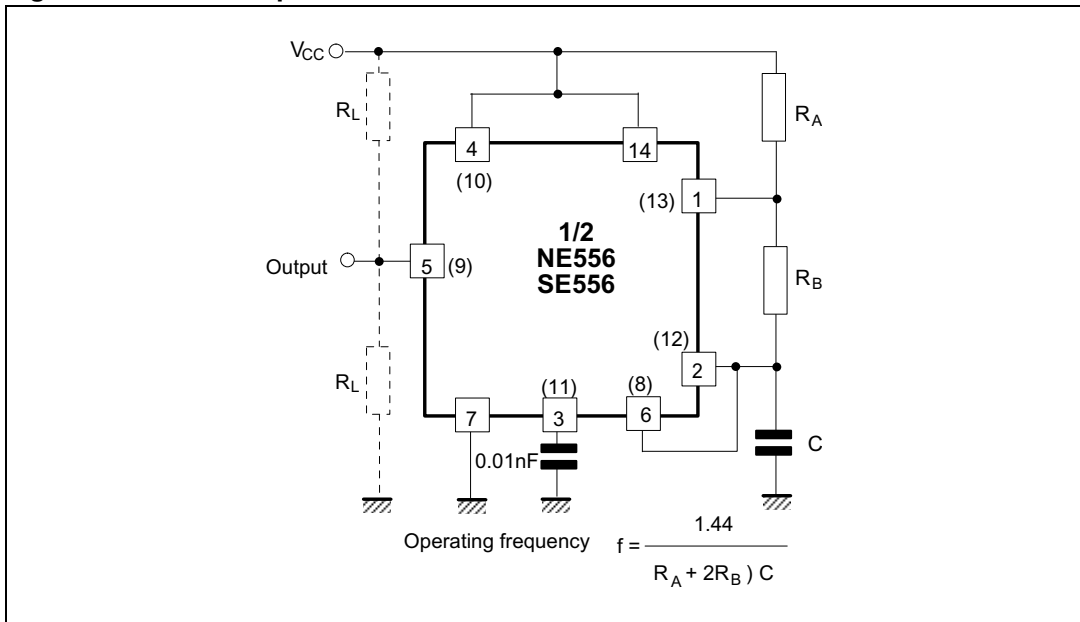 VCC
RL
RA
4
14
(10)
(13)
1
1/2
NE556
SE556
Output
5
(9)
RB
(12)
2
RL
(11)
(8)
7
3
6
0.01nF
C
Operating frequency f = 1.44
RA + 2RB ) C